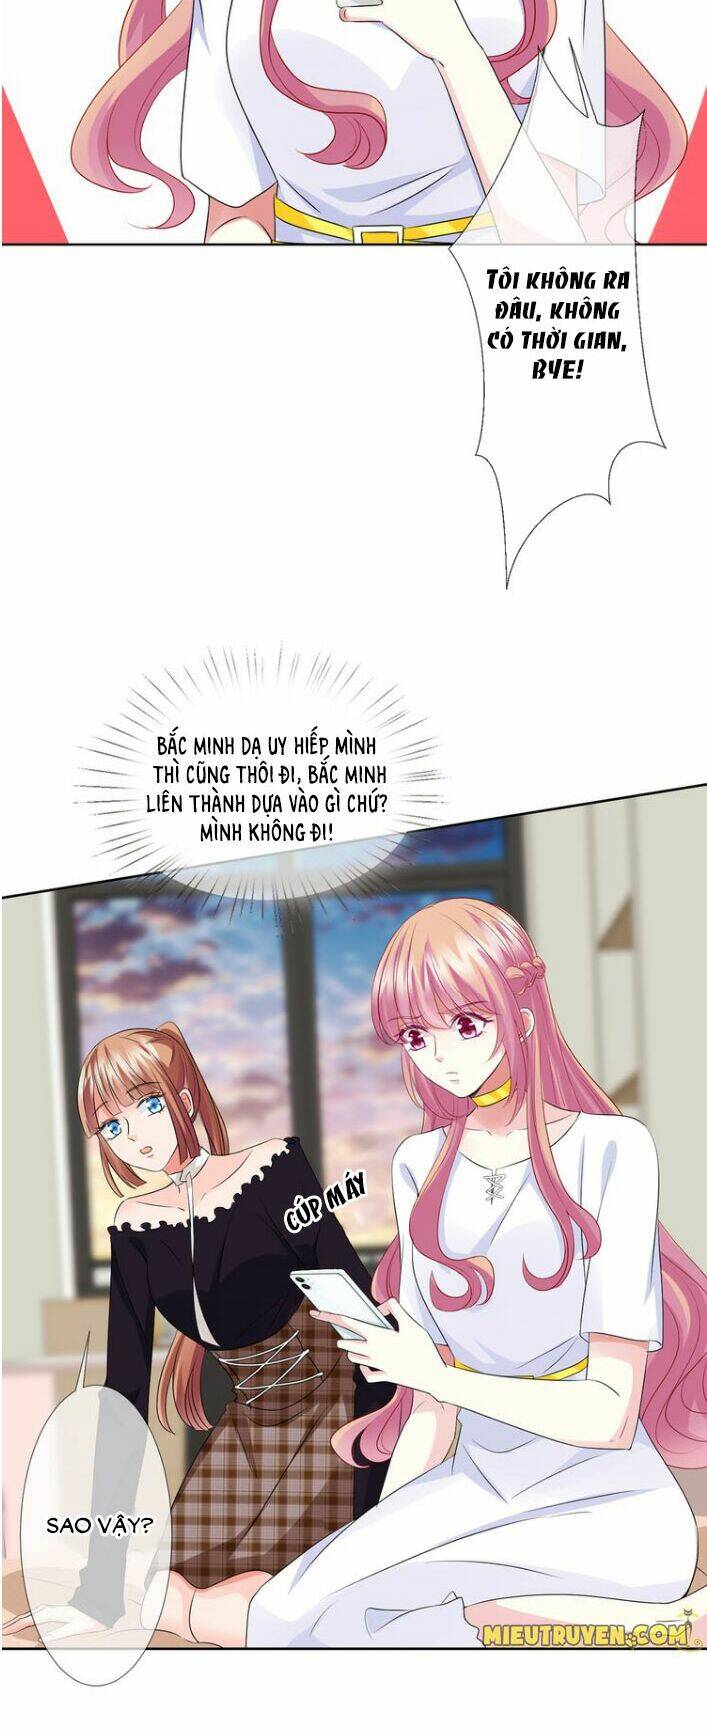 TÔI KHÔNG RA
ĐÂU, KHÔNG
CÓ THỜI GIAN,
BYE!
BẮC MINH DẠ UY HIẾP MÌNH
THÌ CŨNG THÔI ĐI, BẮC MINH
LIÊN THÀNH DỰA VÀO GÌ CHỨ?
MÌNH KHÔNG ĐI!
CÚP MÁY
SAO VẬY?
MIEUTRUYEN.COM